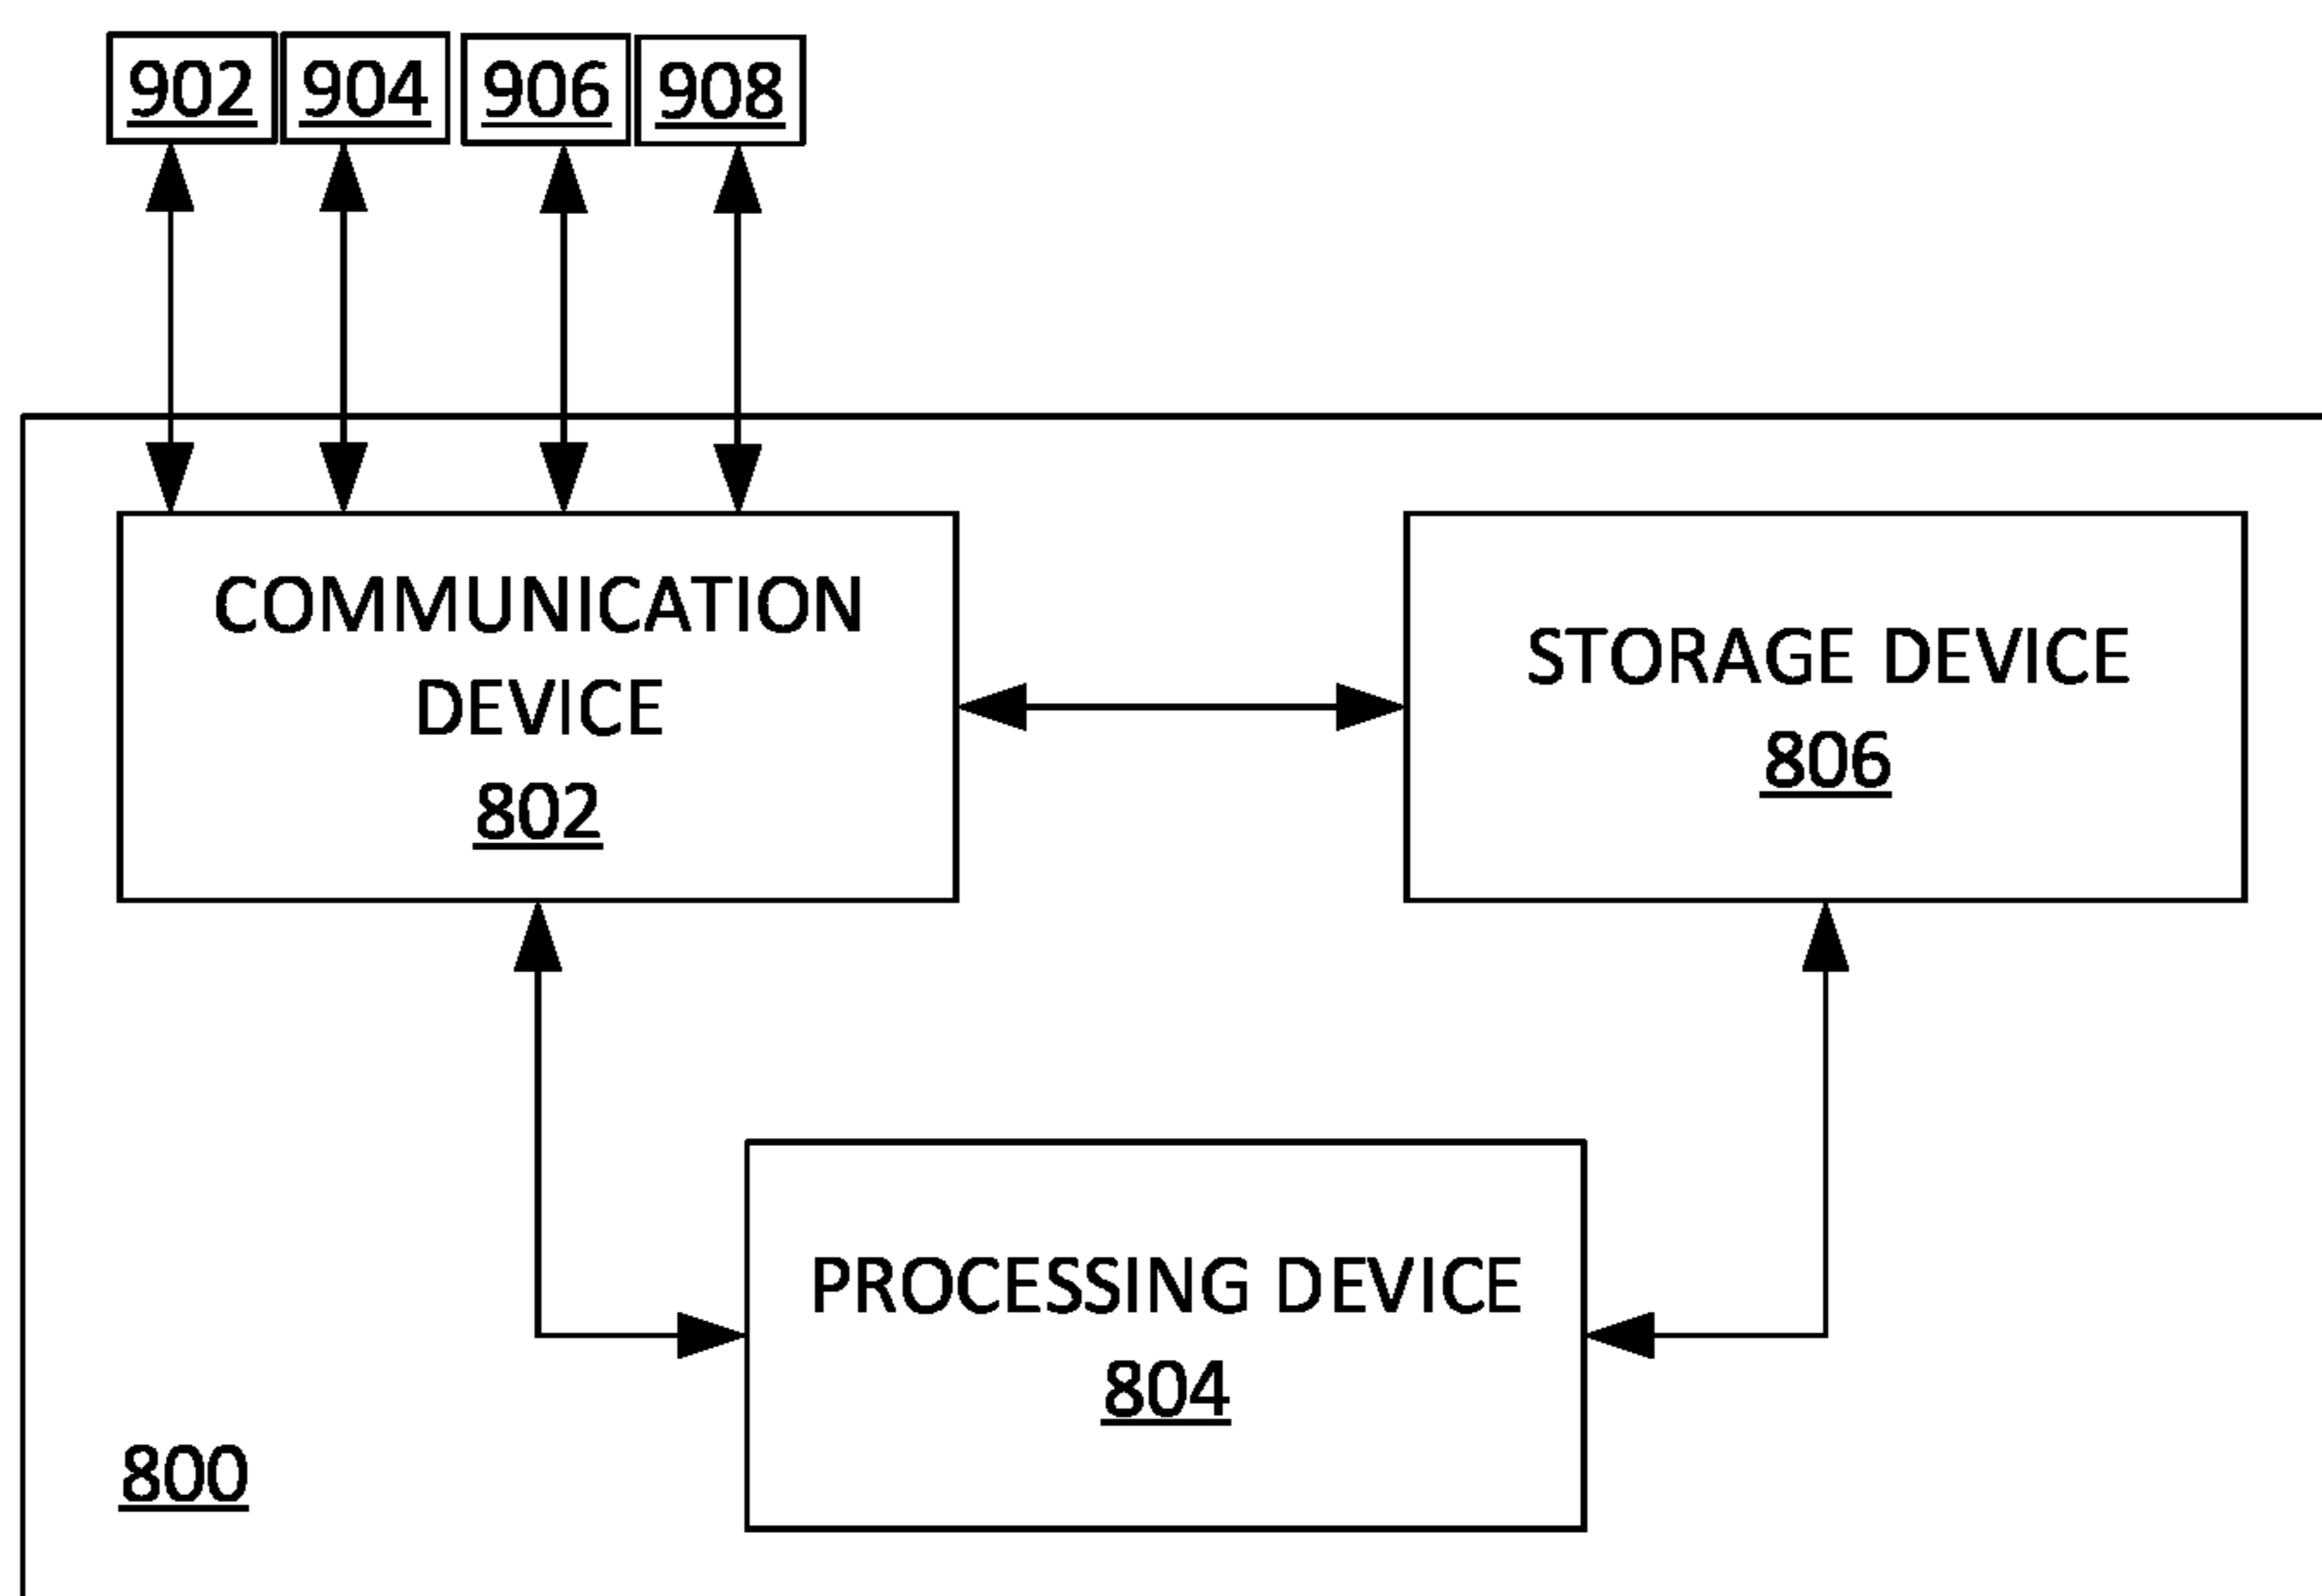 902 904 906 908
COMMUNICATION
DEVICE
802
STORAGE DEVICE
806
PROCESSING DEVICE
804
800